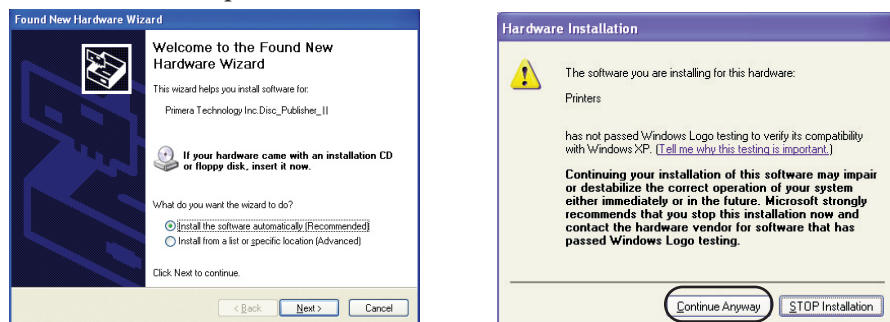 Found New Hardware Wizard
Welcome to the Found New
Hardware Wizard
This wizard helps you install software for:
Primera Technology Inc.Disc_Publisher_||
If your hardware came with an installation CD
or floppy disk, insert it now.
What do you want the wizard to do?
Install the software automatically (Recommended)
Install from a list or specific location (Advanced)
Click Next to continue.
< Back
Next >
Cancel
Hardware Installation
The software you are installing for this hardware:
Printers
has not passed Windows Logo testing to verify its compatibility
with Windows XP. (Tell me why this testing is important.)
Continuing your installation of this software may impair
or destabilize the correct operation of your system
either immediately or in the future. Microsoft strongly
recommends that you stop this installation now and
contact the hardware vendor for software that has
passed Windows Logo testing.
Continue Anyway
STOP Installation